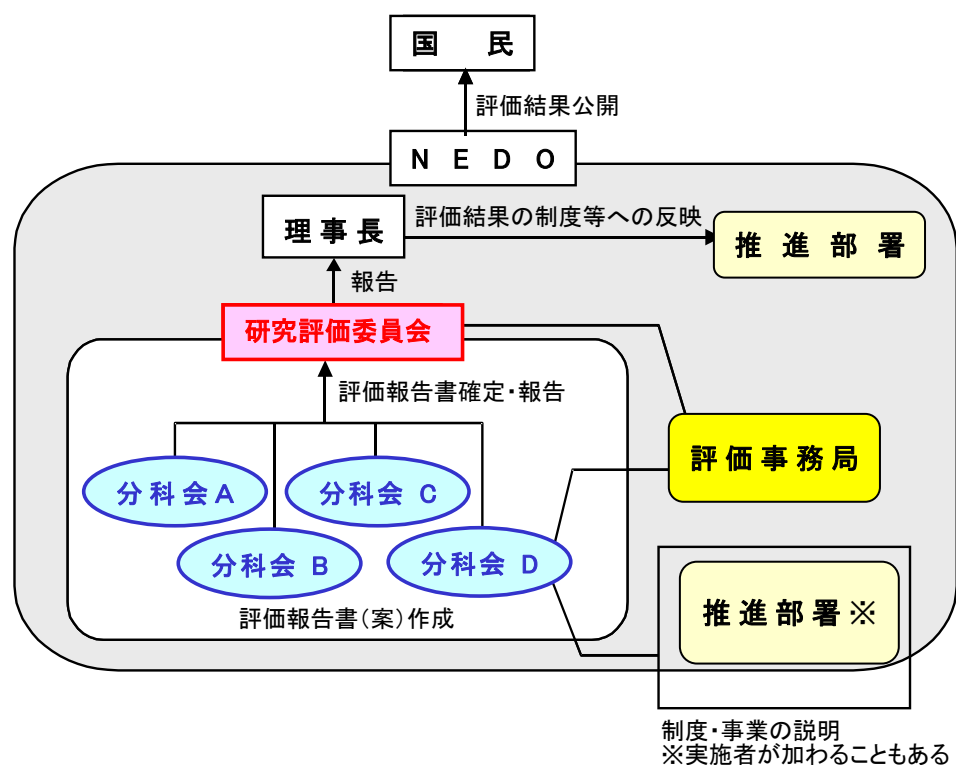 国 民
評価結果公開
N E D O
理 事 長
評価結果の制度等への反映
推 進 部 署
報告
研究評価委員会
評価報告書確定・報告
評 価 事 務 局
分 科 会 A
分科会 C
分科会 B
分科会 D
評価報告書(案)作成
推 進 部 署 ※
制度・事業の説明
※実施者が加わることもある